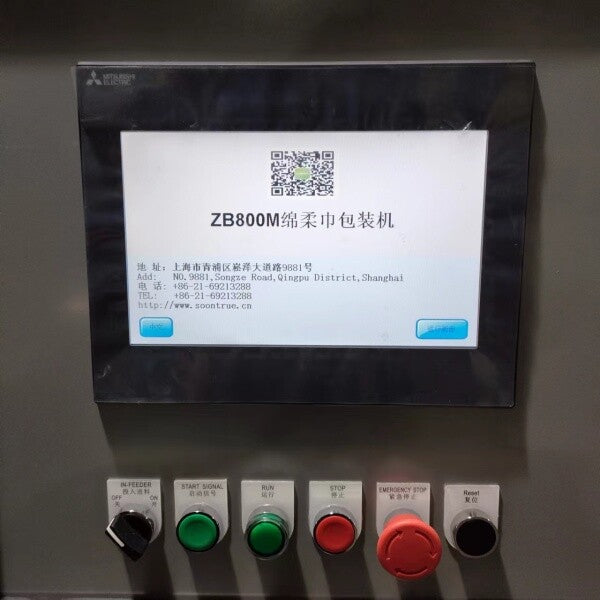 MITSUBISHI
ELECTRIC
ZB800M绵柔巾包装机
地 址: 上海市青浦区崧泽大道路9881号
Add: NO.9881,Songze Road,Qingpu District,Shanghai
电 话: +86-21-69213288
TEL: +86-21-69213288
http://www.soontrue.cn
IN-FEEDER
投入进料
OFF ON
关 开
START SIGNAL
启动信号
RUN
运行
STOP
停止
EMERGENCY STOP
紧急停止
Reset
复位